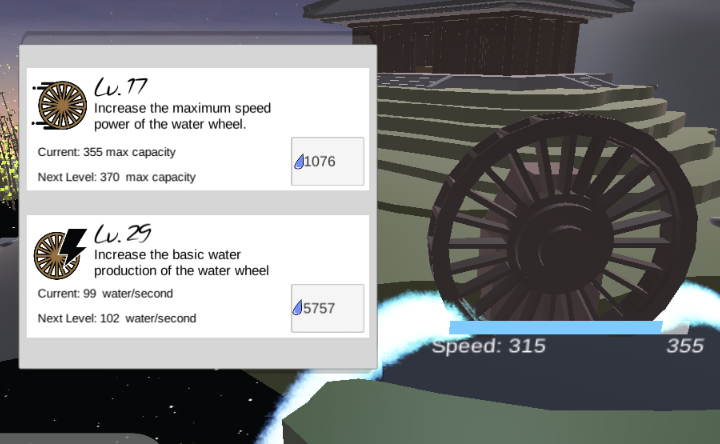 Lv. 17
Increase the maximum speed
power of the water wheel.
Current: 355 max capacity
Next Level: 370 max capacity
1076
Lv. 29
Increase the basic water
production of the water wheel
Current: 99 water/second
Next Level: 102 water/second
5757
Speed: 315
355